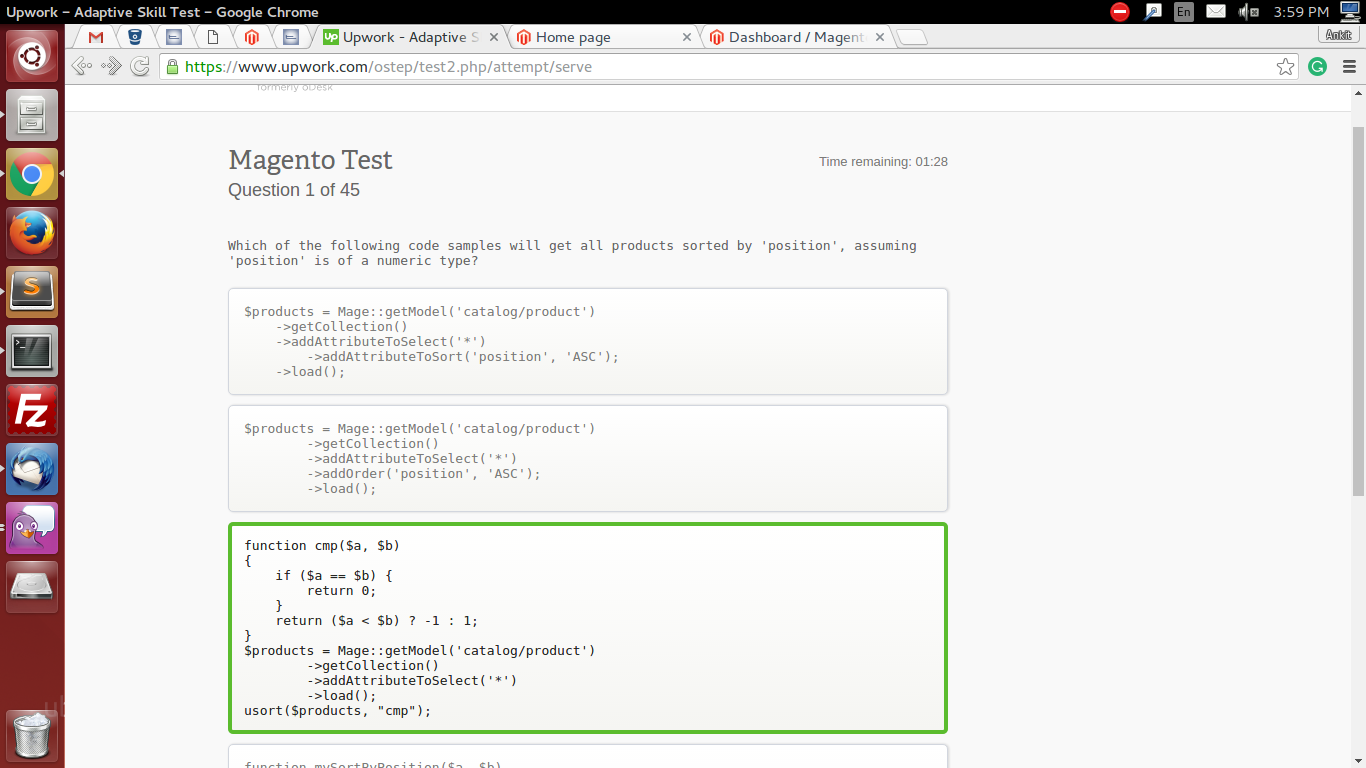 Upwork – Adaptive Skill Test – Google Chrome
En
3:59 PM
Up Upwork - Adaptive S
Home page
Dashboard / Magent
Ankit
https://www.upwork.com/ostep/test2.php/attempt/serve
formerly oDesk
Magento Test
Time remaining: 01:28
Question 1 of 45
Which of the following code samples will get all products sorted by 'position', assuming
'position' is of a numeric type?
$products = Mage::getModel('catalog/product')
    ->getCollection()
    ->addAttributeToSelect('*')
        ->addAttributeToSort('position', 'ASC');
    ->load();
$products = Mage::getModel('catalog/product')
        ->getCollection()
        ->addAttributeToSelect('*')
        ->addOrder('position', 'ASC');
        ->load();
function cmp($a, $b)
{
    if ($a == $b) {
        return 0;
    }
    return ($a < $b) ? -1 : 1;
}
$products = Mage::getModel('catalog/product')
        ->getCollection()
        ->addAttributeToSelect('*')
        ->load();
usort($products, "cmp");
function mySortByPosition($a, $b)